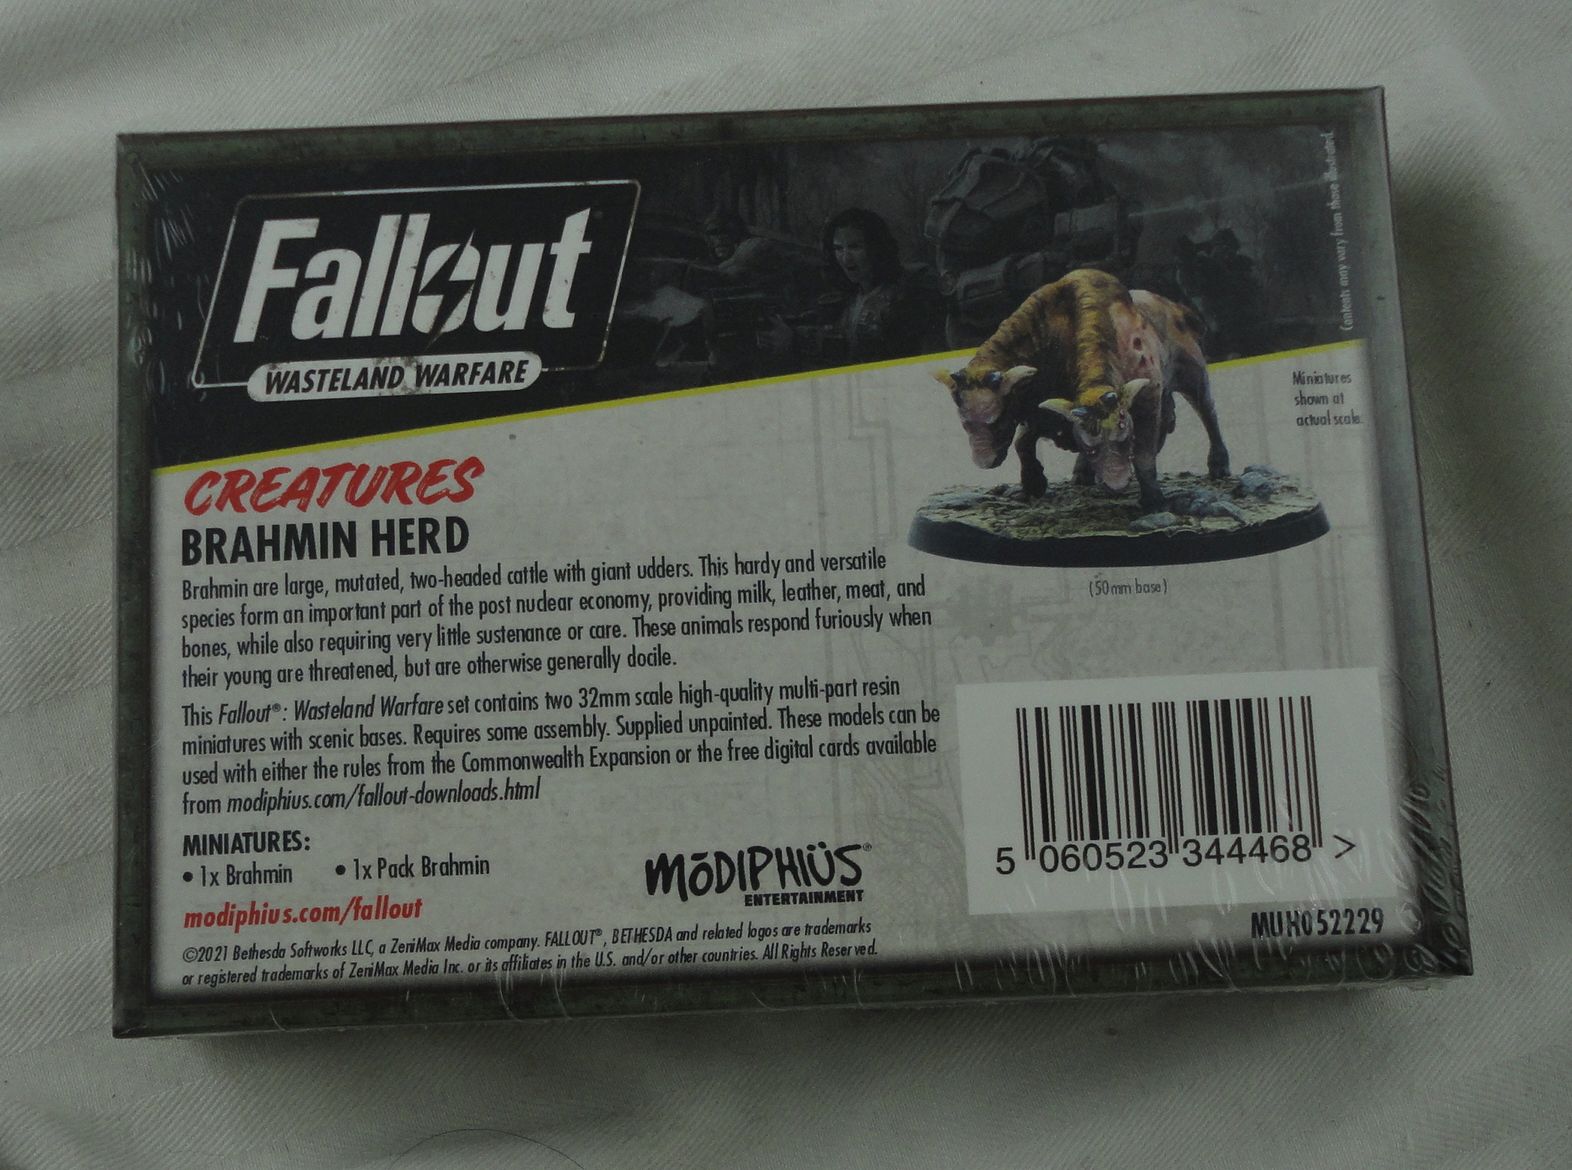 Fallout
WASTELAND WARFARE
Contents may vary from those illustrated.
Miniatures
shown at
actual scale.
(50mm base)
CREATURES
BRAHMIN HERD
Brahmin are large, mutated, two-headed cattle with giant udders. This hardy and versatile
species form an important part of the post nuclear economy, providing milk, leather, meat, and
bones, while also requiring very little sustenance or care. These animals respond furiously when
their young are threatened, but are otherwise generally docile.
This Fallout®: Wasteland Warfare set contains two 32mm scale high-quality multi-part resin
miniatures with scenic bases. Requires some assembly. Supplied unpainted. These models can be
used with either the rules from the Commonwealth Expansion or the free digital cards available
from modiphius.com/fallout-downloads.html
MINIATURES:
• 1x Brahmin • 1x Pack Brahmin
modiphius.com/fallout
MōDIPHIÜS®
ENTERTAINMENT
©2021 Bethesda Softworks LLC, a ZeniMax Media company. FALLOUT®, BETHESDA and related logos are trademarks
or registered trademarks of ZeniMax Media Inc. or its affiliates in the U.S. and/or other countries. All Rights Reserved.
5 060523 344468 >
MUH052229